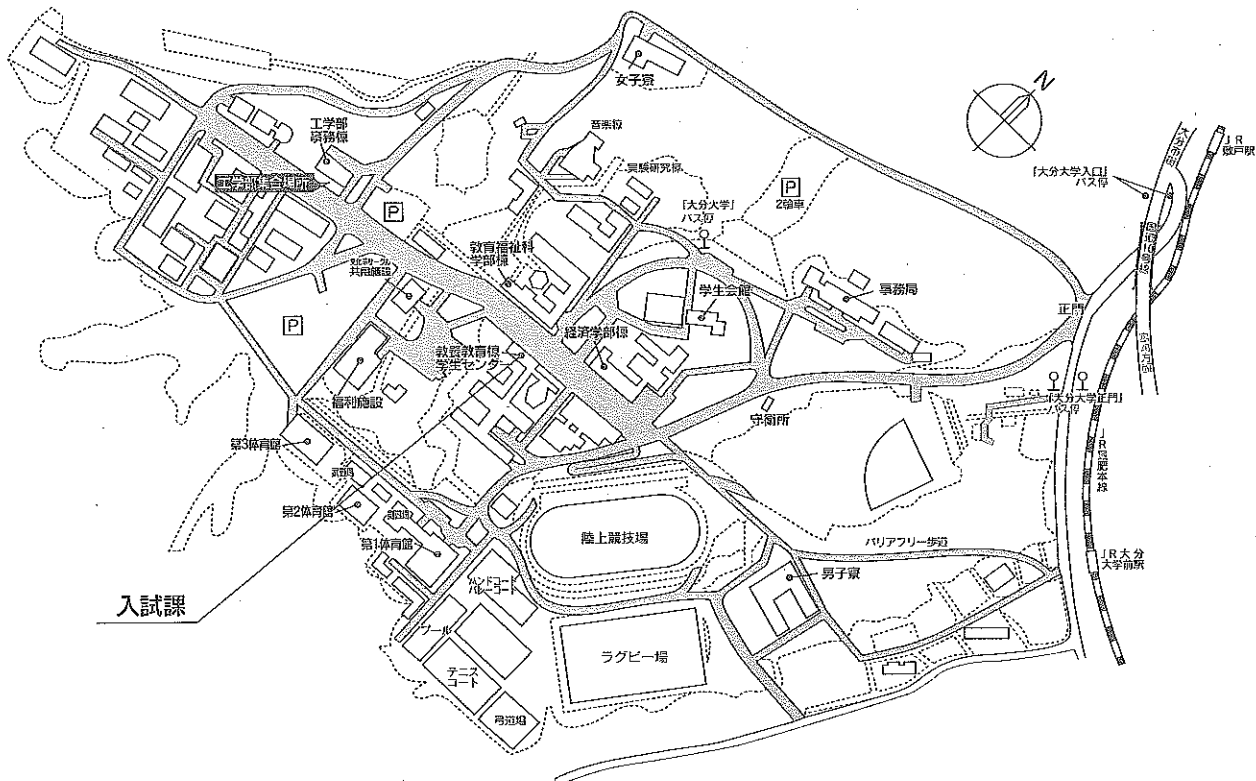 女子寮
N
音楽棟
工学部
事務棟
実験研究棟
工学部集合場所
P
2輪車
「大分大学」
バス停
P
教育福祉科
学部棟
文化系サークル
共用施設
学生会館
事務局
正門
「大分大学入口」
バス停
大分市街
JR
敷戸駅
P
経済学部棟
教養教育棟
学生センター
福利施設
守衛所
「大分大学正門」
バス停
JR豊肥本線
第3体育館
武道場
第2体育館
第1体育館
陸上競技場
バリアフリー歩道
JR大分
大学前駅
男子寮
入試課
ハンドコート
バレーコート
プール
テニス
コート
ラグビー場
弓道場